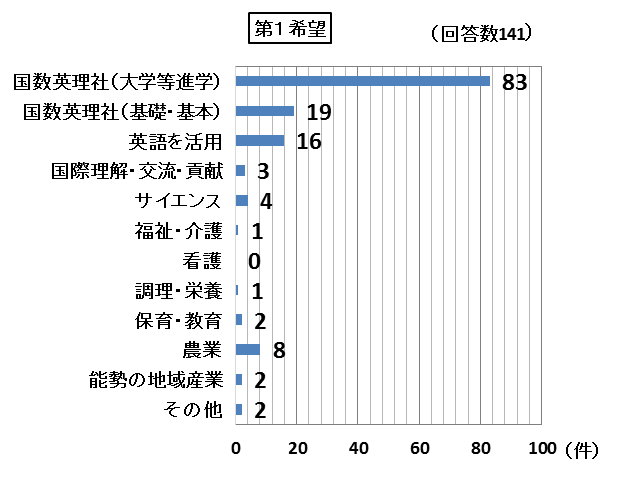 第１希望
（回答数141）
国数英理社（大学等進学） 83
国数英理社（基礎・基本） 19
英語を活用 16
国際理解・交流・貢献 3
サイエンス 4
福祉・介護 1
看護 0
調理・栄養 1
保育・教育 2
農業 8
能勢の地域産業 2
その他 2
0 20 40 60 80 100 （件）